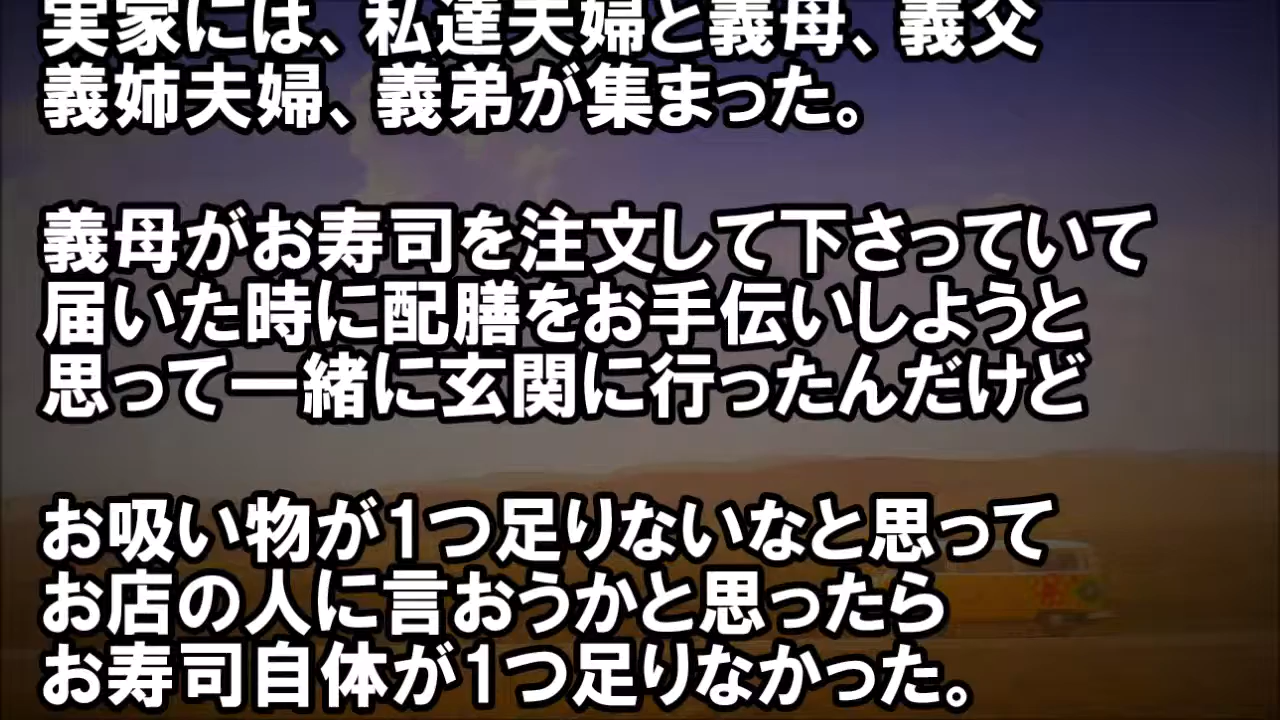 実家には、私達夫婦と義母、義父
義姉夫婦、義弟が集まった。
義母がお寿司を注文して下さっていて
届いた時に配膳をお手伝いしようと
思って一緒に玄関に行ったんだけど
お吸い物が1つ足りないなと思って
お店の人に言おうかと思ったら
お寿司自体が1つ足りなかった。